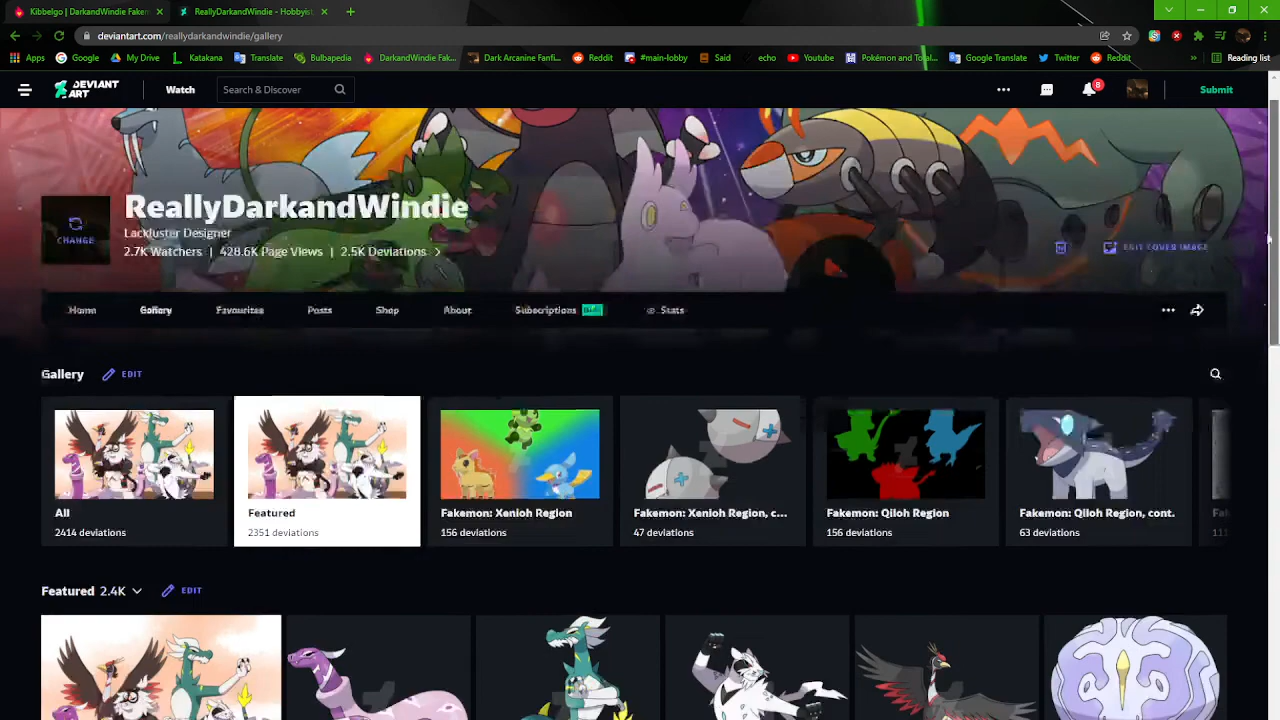 Kibbelgo | DarkandWindie Fakem
ReallyDarkandWindie - Hobbyist
deviantart.com/reallydarkandwindie/gallery
Apps Google My Drive Katakana Translate Bulbapedia DarkandWindie Fak... Dark Arcanine Fanfic... Reddit #main-lobby Said echo Youtube Pokémon and Total... Google Translate Twitter Reddit » Reading list
DEVIANT ART
Watch
Search & Discover
8
Submit
ReallyDarkandWindie
CHANGE
Lackluster Designer
2.7K Watchers | 428.6K Page Views | 2.5K Deviations
EDIT COVER IMAGE
Home Gallery Favourites Posts Shop About Subscriptions Stats
Gallery EDIT
All
2414 deviations
Featured
2351 deviations
Fakemon: Xenioh Region
156 deviations
Fakemon: Xenioh Region, c...
47 deviations
Fakemon: Qiloh Region
156 deviations
Fakemon: Qiloh Region, cont.
63 deviations
Featured 2.4K EDIT